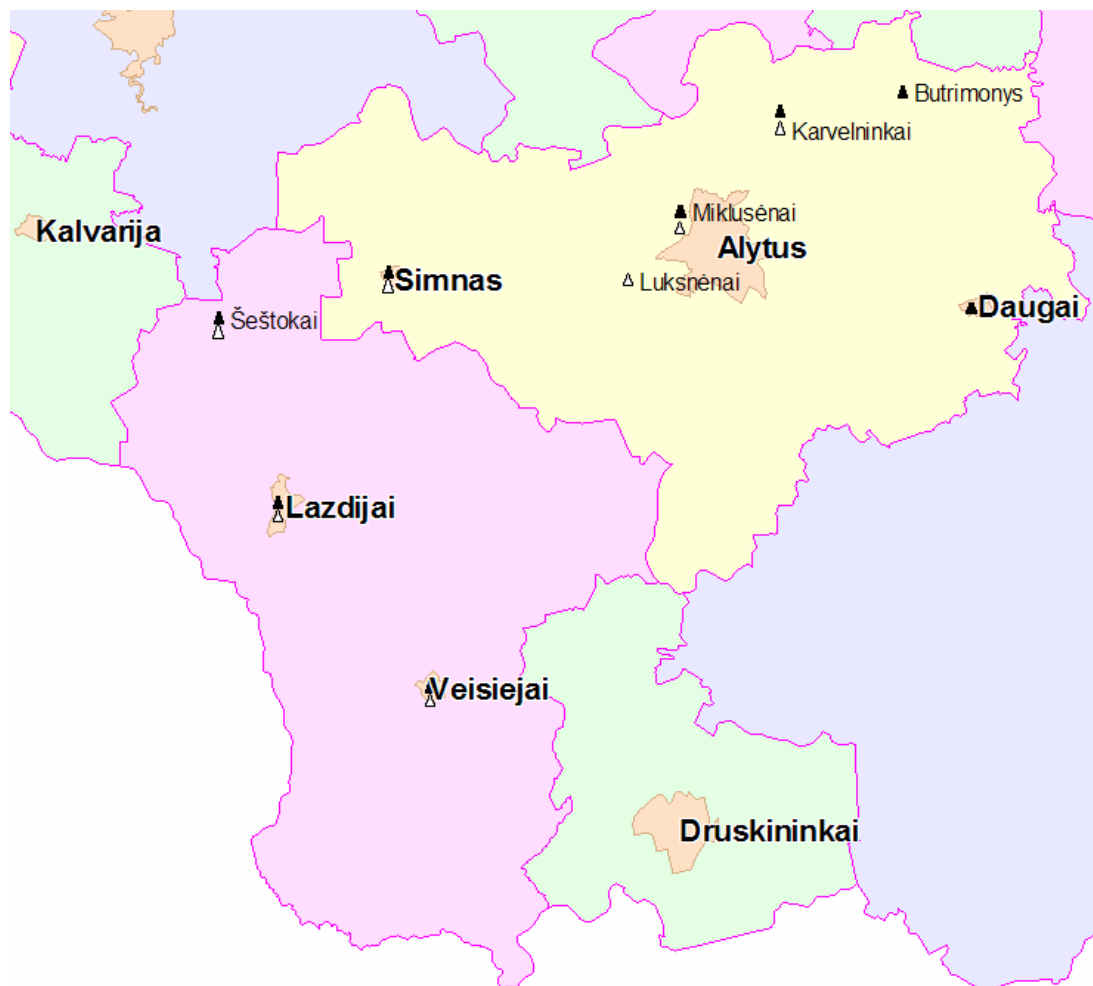 Butrimonys
Karvelninkai
Miklusėnai
Kalvarija
Alytus
Simnas
Luksnėnai
Daugai
Šeštokai
Lazdijai
Veisiejai
Druskininkai